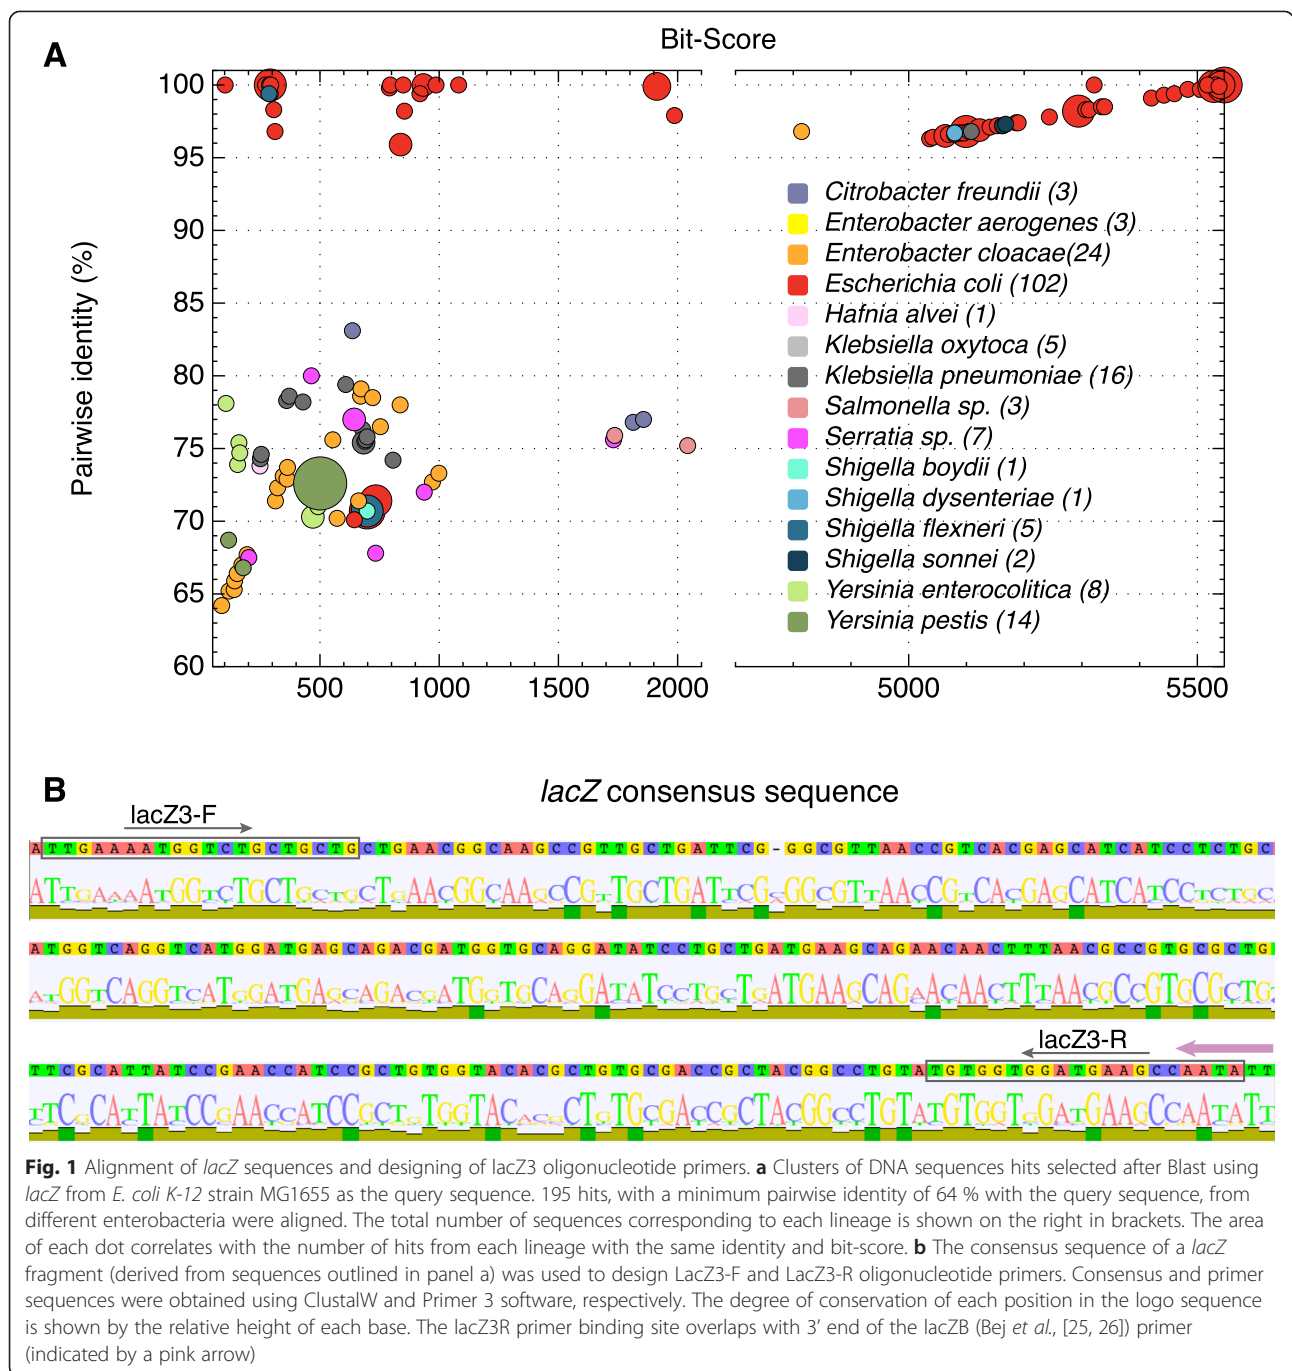 A
Bit-Score
Pairwise identity (%)
100
95
90
85
80
75
70
65
60
500
1000
1500
2000
5000
5500
Citrobacter freundii (3)
Enterobacter aerogenes (3)
Enterobacter cloacae(24)
Escherichia coli (102)
Hafnia alvei (1)
Klebsiella oxytoca (5)
Klebsiella pneumoniae (16)
Salmonella sp. (3)
Serratia sp. (7)
Shigella boydii (1)
Shigella dysenteriae (1)
Shigella flexneri (5)
Shigella sonnei (2)
Yersinia enterocolitica (8)
Yersinia pestis (14)
B
lacZ consensus sequence
lacZ3-F
ATTGAAAATGGTCTGCTGCTGCTGAACGGCAAGCCGTTGCTGATTCG-GGCGTTAACCGTCACGAGCATCATCCTCTGC
ATTGAAAATGGTCTGCTGCTGCTGAACGGCAAGCCGTTGCTGATTCG GGCGTTAACCGTCACGAGCATCATCCTCTGC
ATGGTCAGGTCATGGATGAGCAGACGATGGTGCAGGATATCCTGCTGATGAAGCAGAACAACTTTAACGCCGTGCGCTG
ATGGTCAGGTCATGGATGAGCAGACGATGGTGCAGGATATCCTGCTGATGAAGCAGAACAACTTTAACGCCGTGCGCTG
lacZ3-R
TTCGCATTATCCGAACCATCCGCTGTGGTACACGCTGTGCGACCGCTACGGCCTGTATGTGGTGGATGAAGCCAATATT
TTCGCATTATCCGAACCATCCGCTGTGGTACACGCTGTGCGACCGCTACGGCCTGTATGTGGTGGATGAAGCCAATATT
Fig. 1 Alignment of lacZ sequences and designing of lacZ3 oligonucleotide primers. a Clusters of DNA sequences hits selected after Blast using
lacZ from E. coli K-12 strain MG1655 as the query sequence. 195 hits, with a minimum pairwise identity of 64 % with the query sequence, from
different enterobacteria were aligned. The total number of sequences corresponding to each lineage is shown on the right in brackets. The area
of each dot correlates with the number of hits from each lineage with the same identity and bit-score. b The consensus sequence of a lacZ
fragment (derived from sequences outlined in panel a) was used to design LacZ3-F and LacZ3-R oligonucleotide primers. Consensus and primer
sequences were obtained using ClustalW and Primer 3 software, respectively. The degree of conservation of each position in the logo sequence
is shown by the relative height of each base. The lacZ3R primer binding site overlaps with 3′ end of the lacZB (Bej et al., [25, 26]) primer
(indicated by a pink arrow)